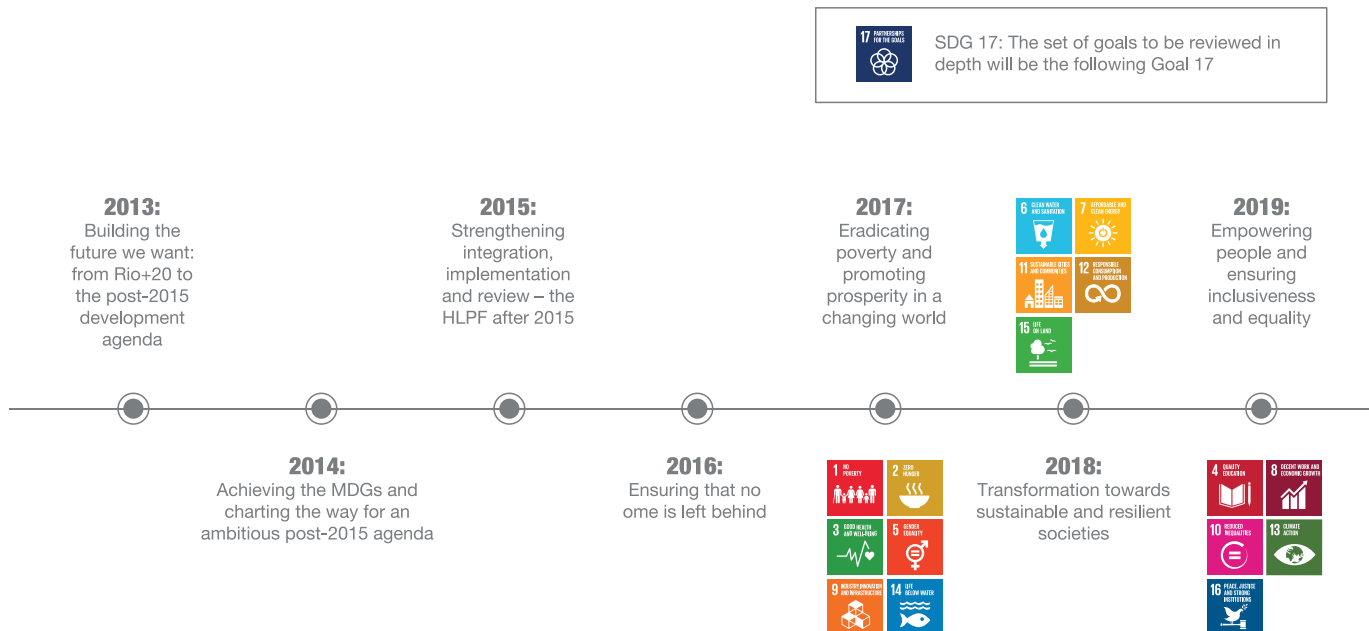 17 PARTNERSHIPS
FOR THE GOALS
SDG 17: The set of goals to be reviewed in
depth will be the following Goal 17
2013:
Building the
future we want:
from Rio+20 to
the post-2015
development
agenda
2015:
Strengthening
integration,
implementation
and review – the
HLPF after 2015
2017:
Eradicating
poverty and
promoting
prosperity in a
changing world
6 CLEAN WATER
AND SANITATION
7 AFFORDABLE AND
CLEAN ENERGY
11 SUSTAINABLE CITIES
AND COMMUNITIES
12 RESPONSIBLE
CONSUMPTION
AND PRODUCTION
15 LIFE
ON LAND
2019:
Empowering
people and
ensuring
inclusiveness
and equality
2014:
Achieving the MDGs and
charting the way for an
ambitious post-2015 agenda
2016:
Ensuring that no
ome is left behind
1 NO
POVERTY
2 ZERO
HUNGER
3 GOOD HEALTH
AND WELL-BEING
5 GENDER
EQUALITY
9 INDUSTRY, INNOVATION
AND INFRASTRUCTURE
14 LIFE
BELOW WATER
2018:
Transformation towards
sustainable and resilient
societies
4 QUALITY
EDUCATION
8 DECENT WORK AND
ECONOMIC GROWTH
10 REDUCED
INEQUALITIES
13 CLIMATE
ACTION
16 PEACE, JUSTICE
AND STRONG
INSTITUTIONS